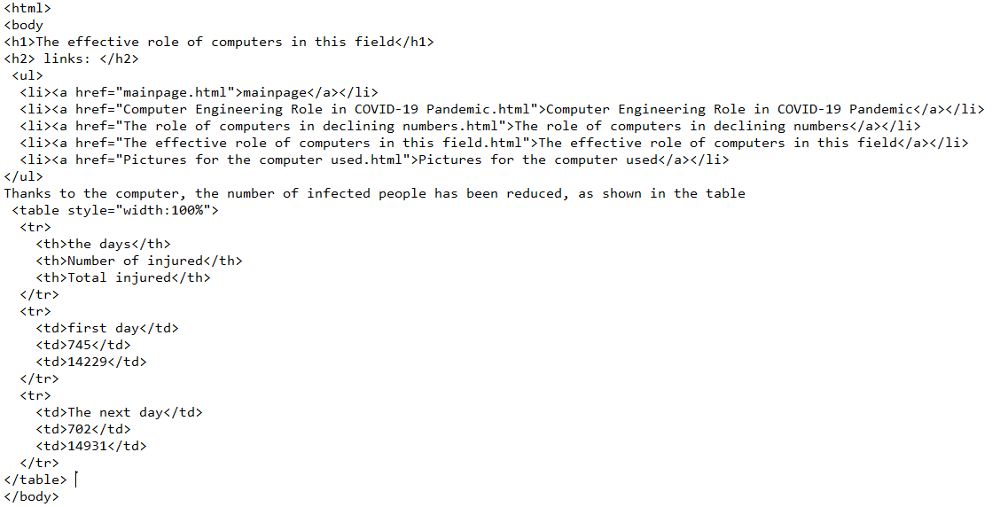 <html>
<body
<h1>The effective role of computers in this field</h1>
<h2> links: </h2>
 <ul>
  <li><a href="mainpage.html">mainpage</a></li>
  <li><a href="Computer Engineering Role in COVID-19 Pandemic.html">Computer Engineering Role in COVID-19 Pandemic</a></li>
  <li><a href="The role of computers in declining numbers.html">The role of computers in declining numbers</a></li>
  <li><a href="The effective role of computers in this field.html">The effective role of computers in this field</a></li>
  <li><a href="Pictures for the computer used.html">Pictures for the computer used</a></li>
</ul>
Thanks to the computer, the number of infected people has been reduced, as shown in the table
 <table style="width:100%">
  <tr>
    <th>the days</th>
    <th>Number of injured</th>
    <th>Total injured</th>
  </tr>
  <tr>
    <td>first day</td>
    <td>745</td>
    <td>14229</td>
  </tr>
  <tr>
    <td>The next day</td>
    <td>702</td>
    <td>14931</td>
  </tr>
</table>
</body>